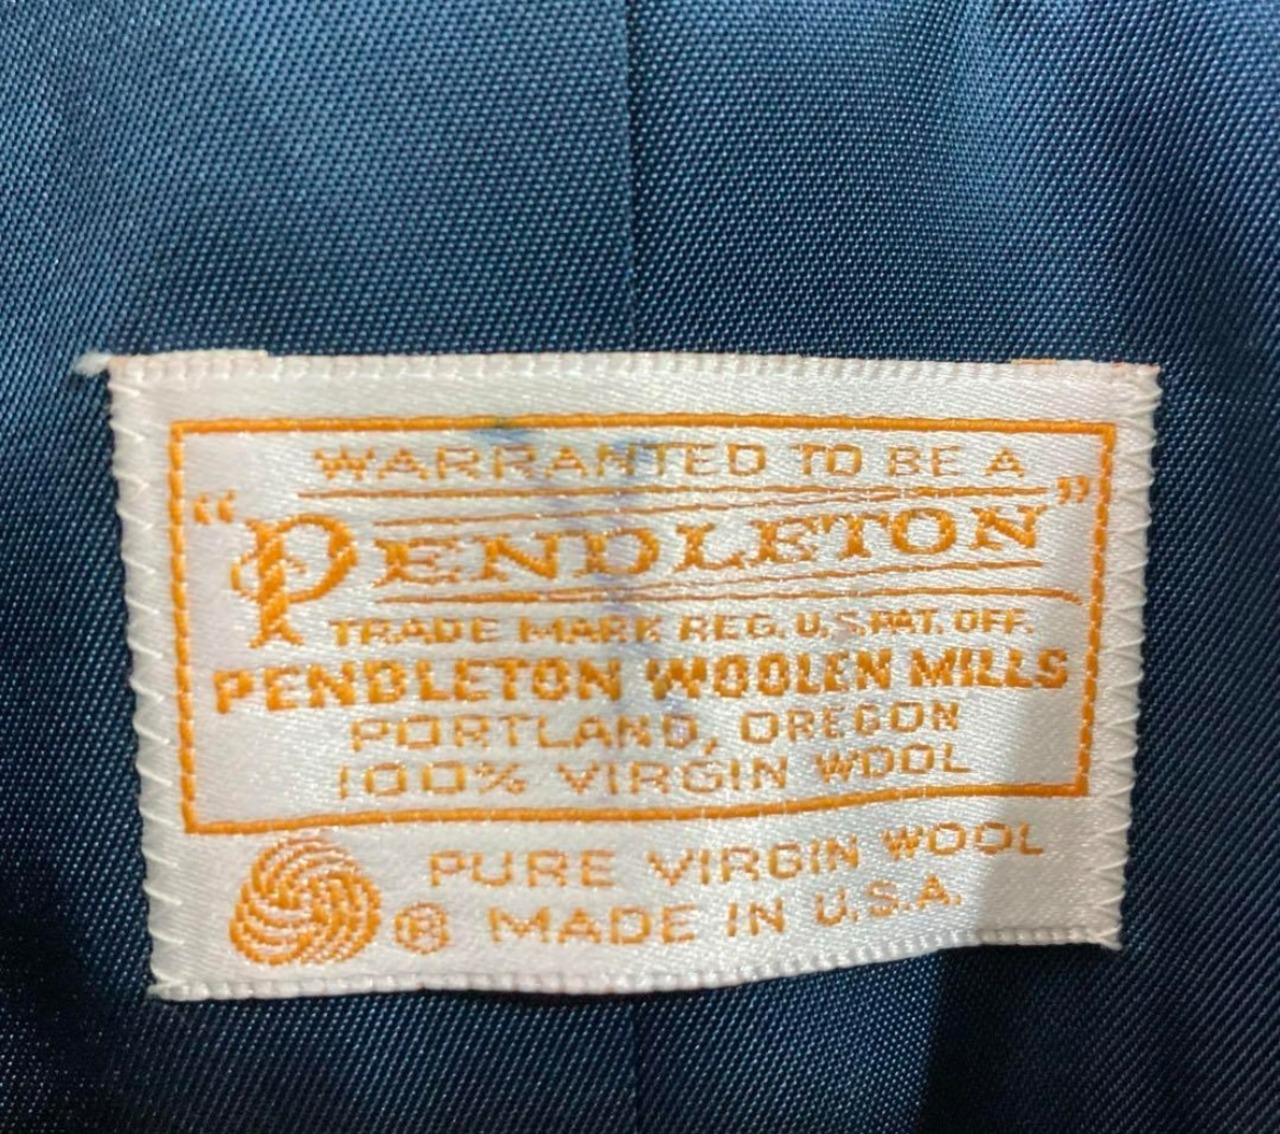 WARRANTED TO BE A
"PENDLETON"
TRADE MARK REG. U.S. PAT. OFF.
PENDLETON WOOLEN MILLS
PORTLAND, OREGON
100% VIRGIN WOOL
PURE VIRGIN WOOL
® MADE IN U.S.A.